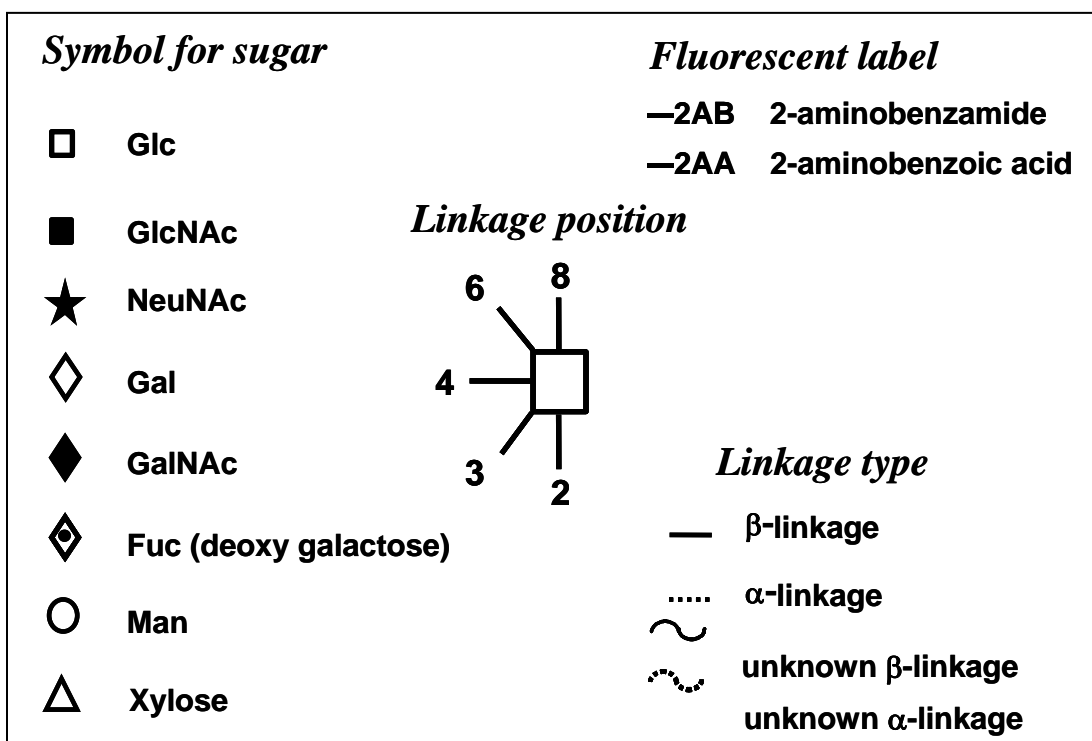 Symbol for sugar
Glc
GlcNAc
NeuNAc
Gal
GalNAc
Fuc (deoxy galactose)
Man
Xylose
Fluorescent label
—2AB 2-aminobenzamide
—2AA 2-aminobenzoic acid
Linkage position
8
6
4
3
2
Linkage type
β-linkage
α-linkage
unknown β-linkage
unknown α-linkage